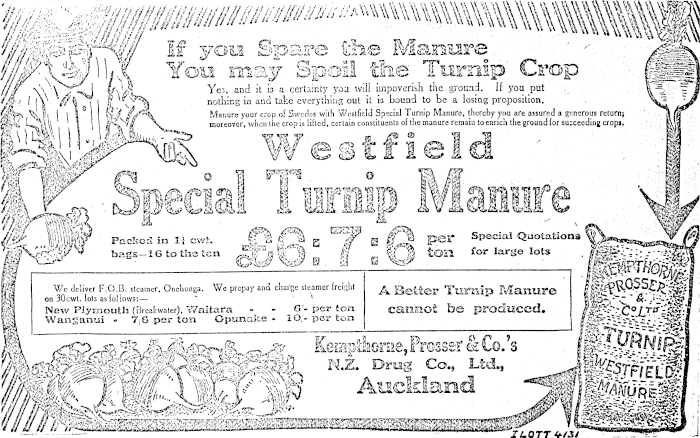 If you Spare the Manure
You may Spoil the Turnip Crop
Yes, and it is a certainty you will impoverish the ground. If you put
nothing in and take everything out it is bound to be a losing proposition.
Manure your crop of Swedes with Westfield Special Turnip Manure, thereby you are assured a generous return;
moreover, when the crop is lifted, certain constituents of the manure remain to enrich the ground for succeeding crops.
Westfield
Special Turnip Manure
Packed in 1¼ cwt.
bags—16 to the ton
£6:7:6
per
ton
Special Quotations
for large lots
We deliver F.O.B. steamer, Onehunga. We prepay and charge steamer freight
on 30cwt. lots as follows:—
New Plymouth (Breakwater), Waitara - - 6/- per ton
Wanganui - 7/6 per ton Opunake - 10/- per ton
A Better Turnip Manure
cannot be produced.
Kempthorne, Prosser & Co.'s
N.Z. Drug Co., Ltd.,
Auckland
KEMPTHORNE
PROSSER
&
Co LTD
TURNIP
WESTFIELD
MANURE
ILOTT 4/31